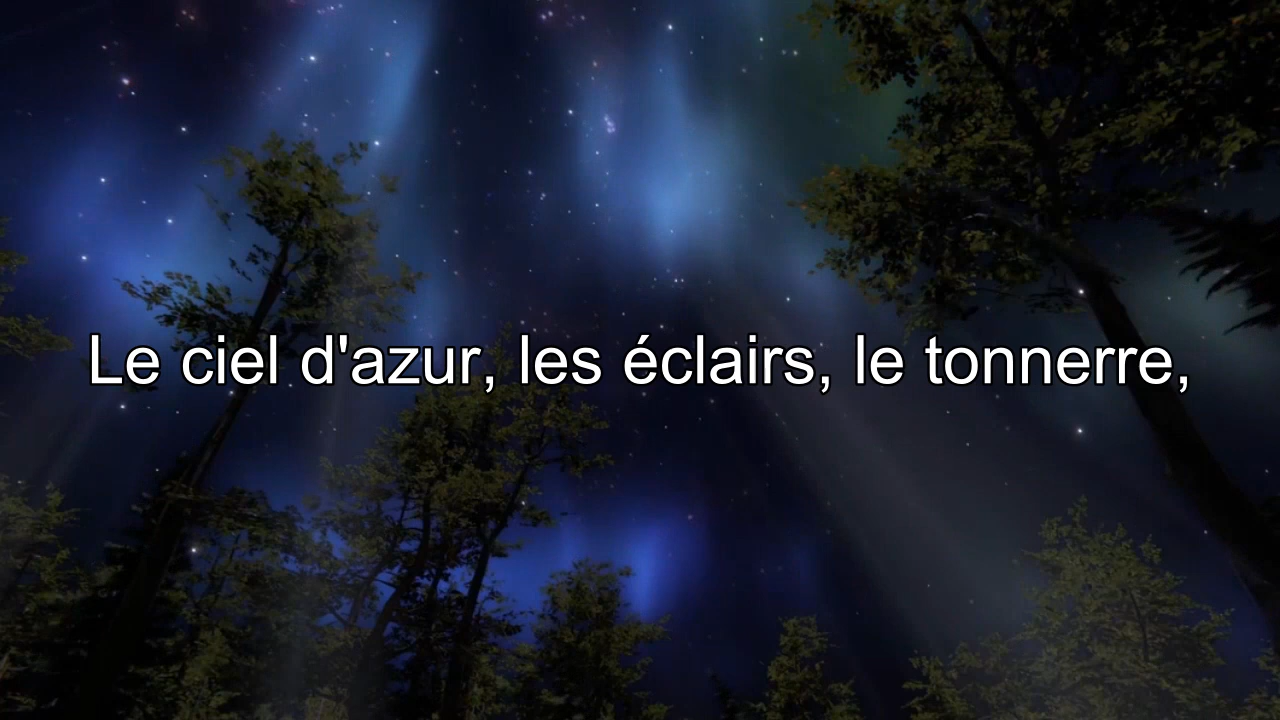 Le ciel d'azur, les éclairs, le tonnerre,